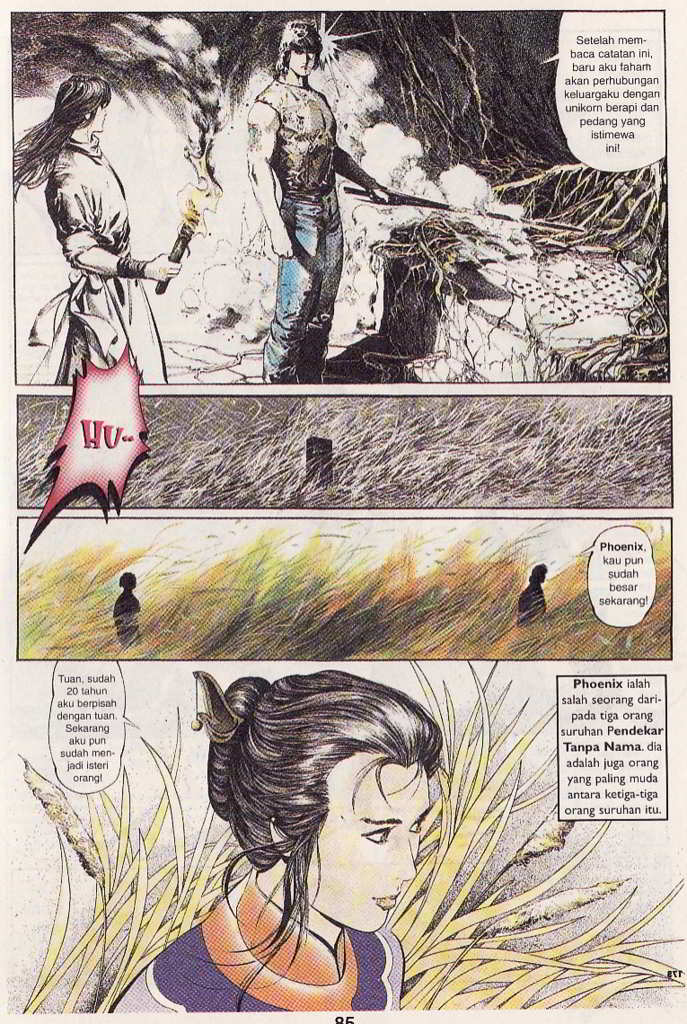 Setelah mem-
baca catatan ini,
baru aku faham
akan perhubungan
keluargaku dengan
unikorn berapi dan
pedang yang
istimewa
ini!
HU..
Phoenix,
kau pun
sudah
besar
sekarang!
Tuan, sudah
20 tahun
aku berpisah
dengan tuan.
Sekarang
aku pun
sudah men-
jadi isteri
orang!
Phoenix ialah
salah seorang dari-
pada tiga orang
suruhan Pendekar
Tanpa Nama. dia
adalah juga orang
yang paling muda
antara ketiga-tiga
orang suruhan itu.